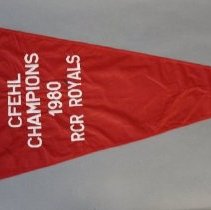 CFEHL
CHAMPIONS
1980
RCR ROYALS